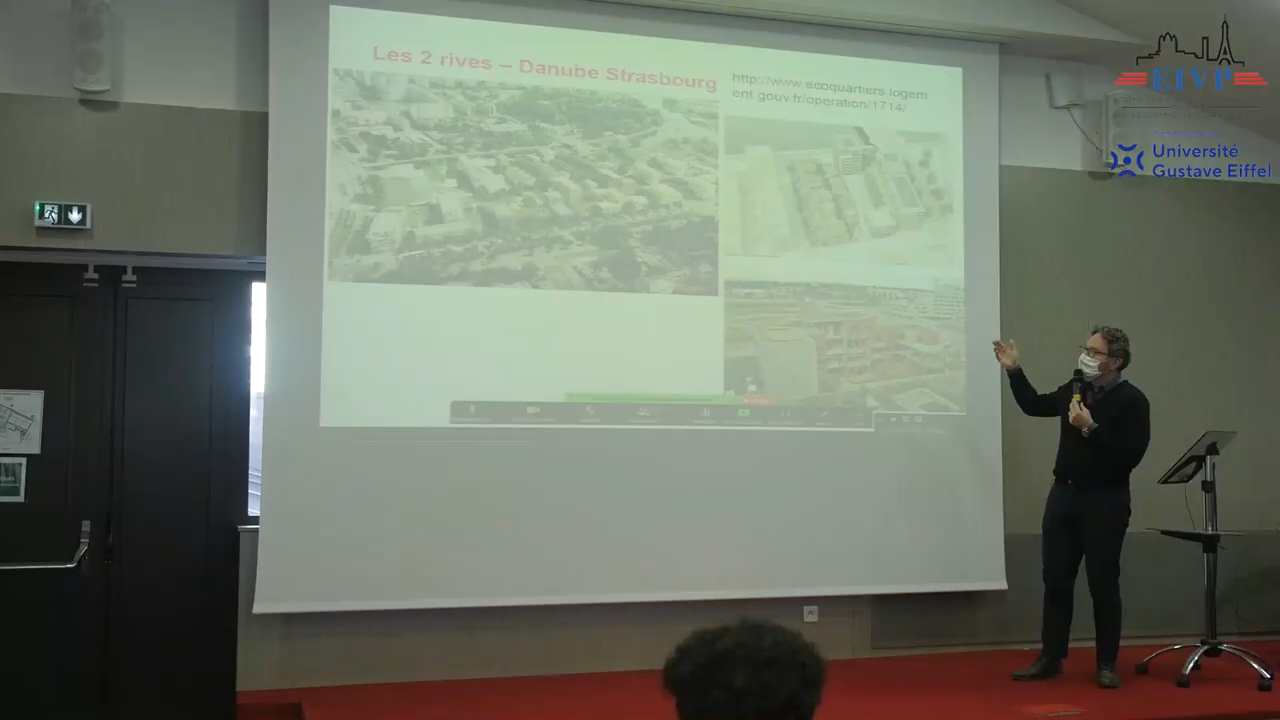 Les 2 rives – Danube Strasbourg
http://www.ecoquartiers.logem
ent.gouv.fr/operation/1714/
EIVP
Université
Gustave Eiffel